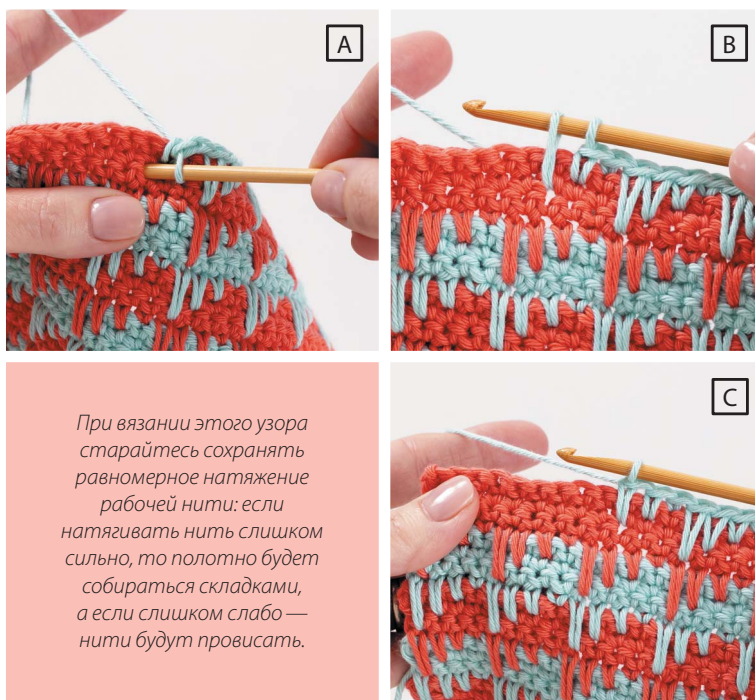 A
B
При вязании этого узора
старайтесь сохранять
равномерное натяжение
рабочей нити: если
натягивать нить слишком
сильно, то полотно будет
собираться складками,
а если слишком слабо —
нити будут провисать.
C